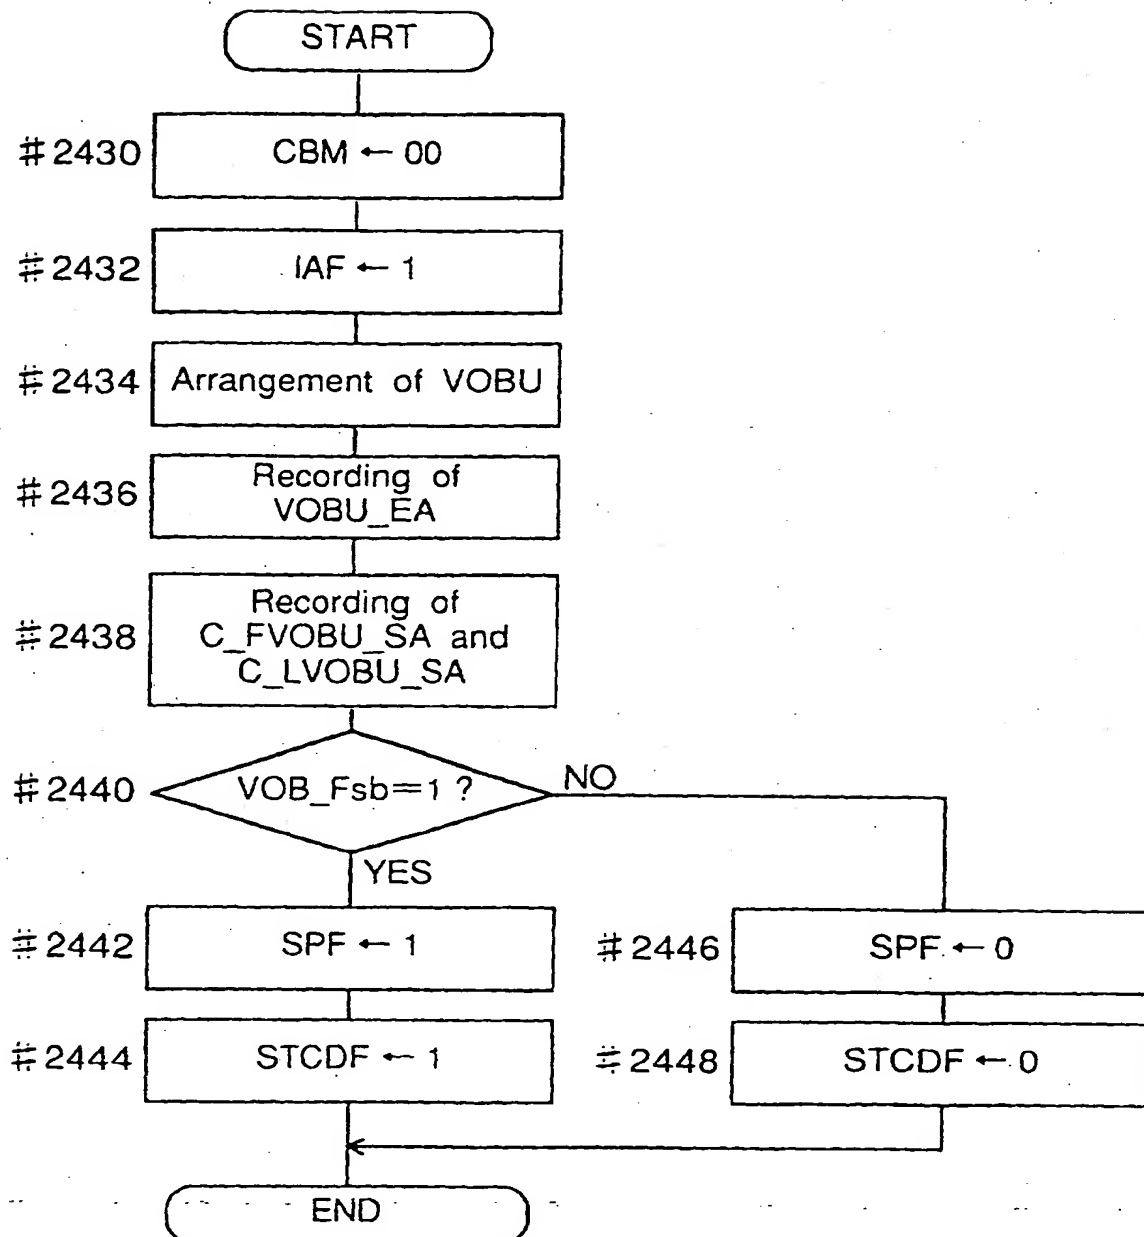 START
#2430
CBM ← 00
#2432
IAF ← 1
#2434
Arrangement of VOBU
#2436
Recording of
VOBU_EA
#2438
Recording of
C_FVOBU_SA and
C_LVOBU_SA
#2440
VOB_Fsb=1 ?
NO
YES
#2442
SPF ← 1
#2446
SPF ← 0
#2444
STCDF ← 1
#2448
STCDF ← 0
END